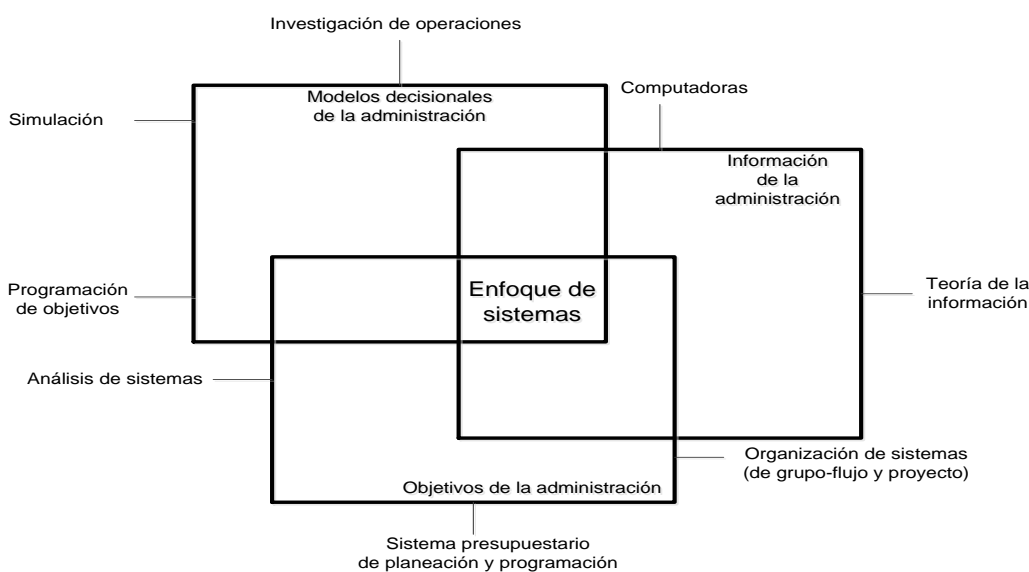 Investigación de operaciones
Modelos decisionales
de la administración
Computadoras
Simulación
Información
de la
administración
Programación
de objetivos
Enfoque de
sistemas
Teoría de la
información
Análisis de sistemas
Organización de sistemas
(de grupo-flujo y proyecto)
Objetivos de la administración
Sistema presupuestario
de planeación y programación